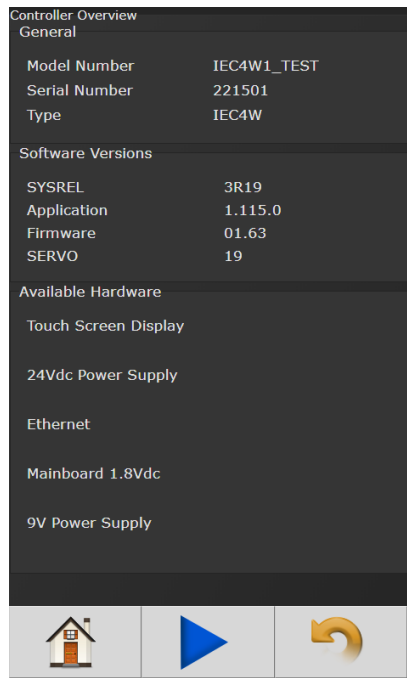 Controller Overview
General
Model Number IEC4W1_TEST
Serial Number 221501
Type IEC4W
Software Versions
SYSREL 3R19
Application 1.115.0
Firmware 01.63
SERVO 19
Available Hardware
Touch Screen Display
24Vdc Power Supply
Ethernet
Mainboard 1.8Vdc
9V Power Supply